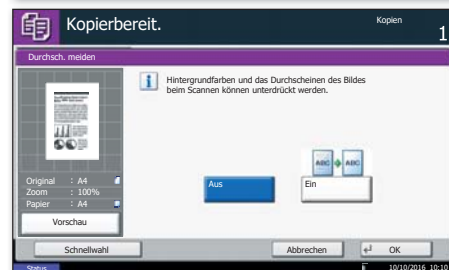 Kopierbereit.
Kopien
1
Durchsch. meiden
Hintergrundfarben und das Durchscheinen des Bildes
beim Scannen können unterdrückt werden.
ABC ABC
Aus
Ein
Original : A4
Zoom : 100%
Papier : A4
Vorschau
Schnellwahl
Abbrechen
OK
Status
10/10/2016 10:10